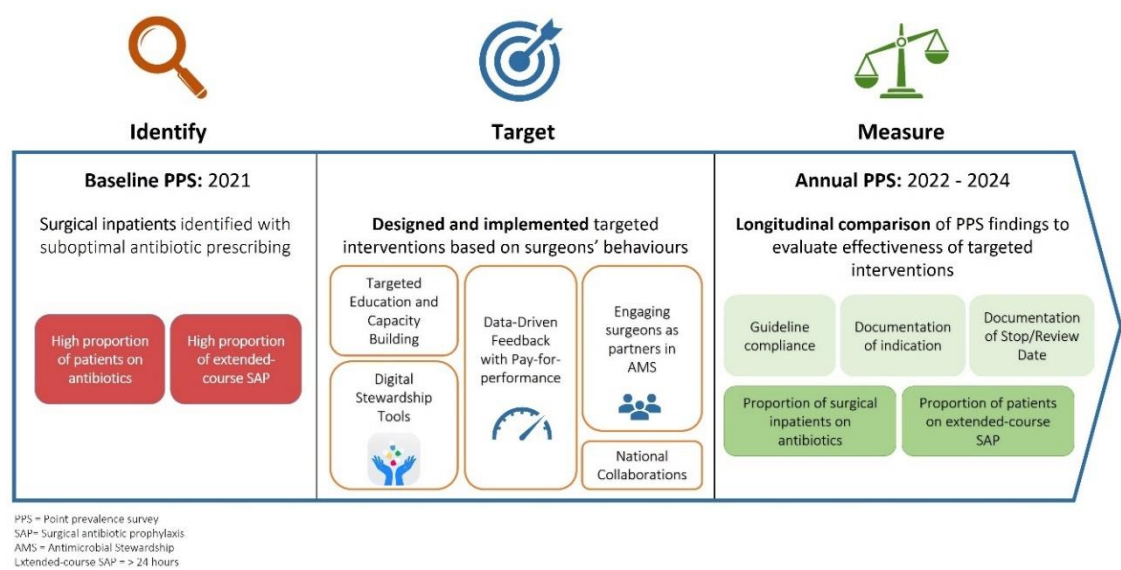 Identify
Target
Measure
Baseline PPS: 2021
Surgical inpatients identified with
suboptimal antibiotic prescribing
High proportion
of patients on
antibiotics
High proportion
of extended-
course SAP
Designed and implemented targeted
interventions based on surgeons' behaviours
Targeted
Education and
Capacity
Building
Digital
Stewardship
Tools
Data-Driven
Feedback
with Pay-for-
performance
Engaging
surgeons as
partners in
AMS
National
Collaborations
Annual PPS: 2022 - 2024
Longitudinal comparison of PPS findings to
evaluate effectiveness of targeted
interventions
Guideline
compliance
Documentation
of indication
Documentation
of Stop/Review
Date
Proportion of surgical
inpatients on
antibiotics
Proportion of patients
on extended-course
SAP
PPS = Point prevalence survey
SAP= Surgical antibiotic prophylaxis
AMS = Antimicrobial Stewardship
Extended-course SAP = > 24 hours